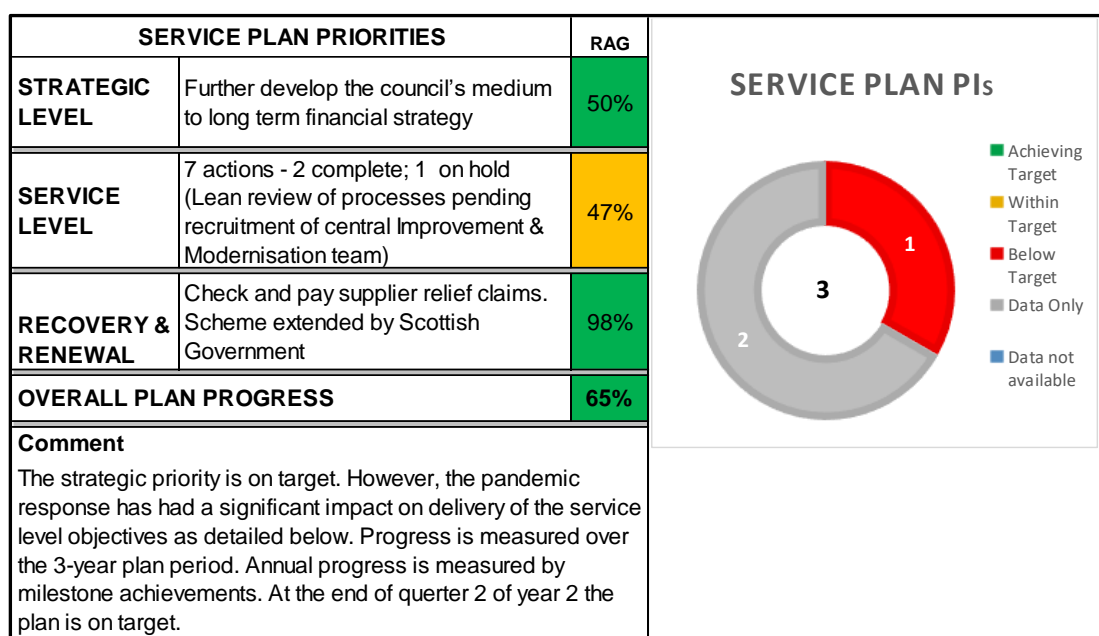 SERVICE PLAN PRIORITIES
RAG
STRATEGIC
LEVEL
Further develop the council’s medium
to long term financial strategy
50%
SERVICE
LEVEL
7 actions - 2 complete; 1 on hold
(Lean review of processes pending
recruitment of central Improvement &
Modernisation team)
47%
RECOVERY &
RENEWAL
Check and pay supplier relief claims.
Scheme extended by Scottish
Government
98%
OVERALL PLAN PROGRESS
65%
Comment
The strategic priority is on target. However, the pandemic
response has had a significant impact on delivery of the service
level objectives as detailed below. Progress is measured over
the 3-year plan period. Annual progress is measured by
milestone achievements. At the end of querter 2 of year 2 the
plan is on target.
SERVICE PLAN PIs
1
2
3
Achieving
Target
Within
Target
Below
Target
Data Only
Data not
available